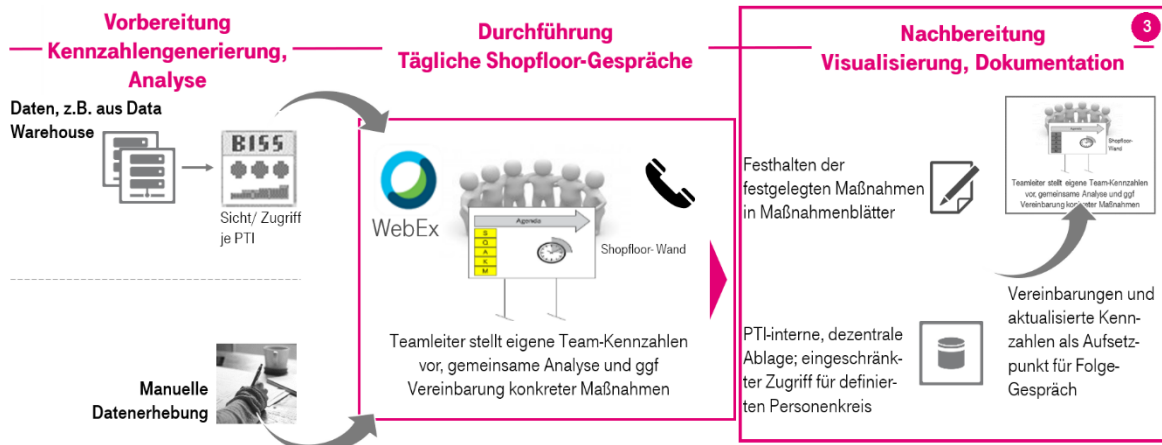 Vorbereitung
Kennzahlengenerierung,
Analyse
Daten, z.B. aus Data
Warehouse
BISS
Sicht/ Zugriff
je PTI
Manuelle
Datenerhebung
Durchführung
Tägliche Shopfloor-Gespräche
WebEx
Agenda
S
Q
A
K
M
Shopfloor- Wand
Teamleiter stellt eigene Team-Kennzahlen
vor, gemeinsame Analyse und ggf
Vereinbarung konkreter Maßnahmen
Nachbereitung
Visualisierung, Dokumentation
3
Festhalten der
festgelegten Maßnahmen
in Maßnahmenblätter
Agenda
Shopfloor-
Wand
Teamleiter stellt eigene Team-Kennzahlen
vor, gemeinsame Analyse und ggf
Vereinbarung konkreter Maßnahmen
PTI-interne, dezentrale
Ablage; eingeschränk-
ter Zugriff für definier-
ten Personenkreis
Vereinbarungen und
aktualisierte Kenn-
zahlen als Aufsetz-
punkt für Folge-
Gespräch